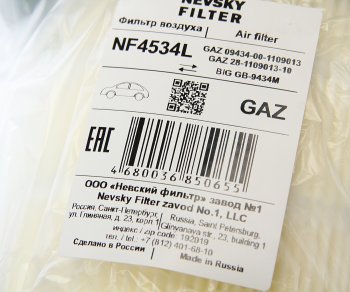 NEVSKY
FILTER
Фильтр воздуха
Air filter
NF4534L
GAZ 09434-00-1109013
GAZ 28-1109013-10
BIG GB-9434M
GAZ
EAC
4 680036 850655
ООО «Невский фильтр» завод №1
Nevsky Filter zavod No.1, LLC
Россия, Санкт-Петербург, Russia, Saint Petersburg,
ул. Глиняная, д. 23, корп.1 Glinyanaya str. 23, building 1
индекс / zip code: 192019
тел. / tel.: +7 (812) 401-68-10
Сделано в России
Made in Russia